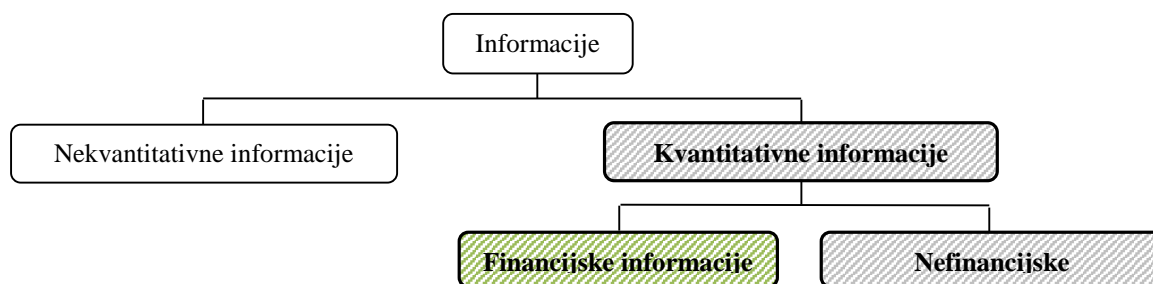 Informacije
Nekvantitativne informacije
Kvantitativne informacije
Financijske informacije
Nefinancijske